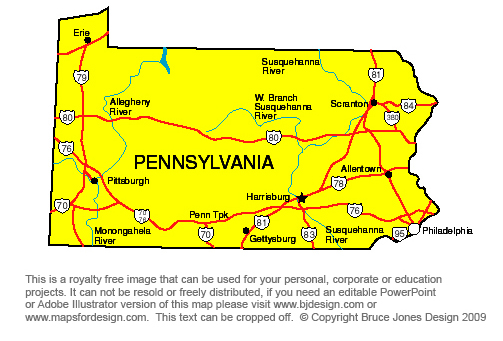 Erie
79
Allegheny
River
80
76
Pittsburgh
70
Monongahela
River
70
76
PENNSYLVANIA
Susquehanna
River
W. Branch
Susquehanna
River
80
81
Scranton
84
380
Allentown
78
Harrisburg
76
Penn Tpk
81
70
Gettysburg
83
Susquehanna
River
95
Philadelphia
This is a royalty free image that can be used for your personal, corporate or education
projects. It can not be resold or freely distributed, if you need an editable PowerPoint
or Adobe Illustrator version of this map please visit www.bjdesign.com or
www.mapsfordesign.com. This text can be cropped off. © Copyright Bruce Jones Design 2009